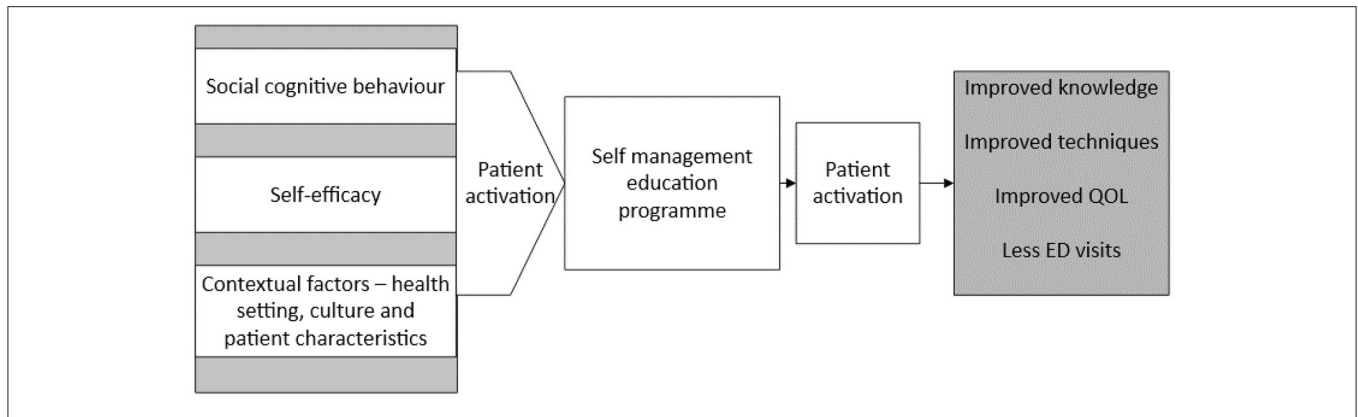 Social cognitive behaviour
Self-efficacy
Contextual factors – health
setting, culture and
patient characteristics
Patient
activation
Self management
education
programme
Patient
activation
Improved knowledge
Improved techniques
Improved QOL
Less ED visits